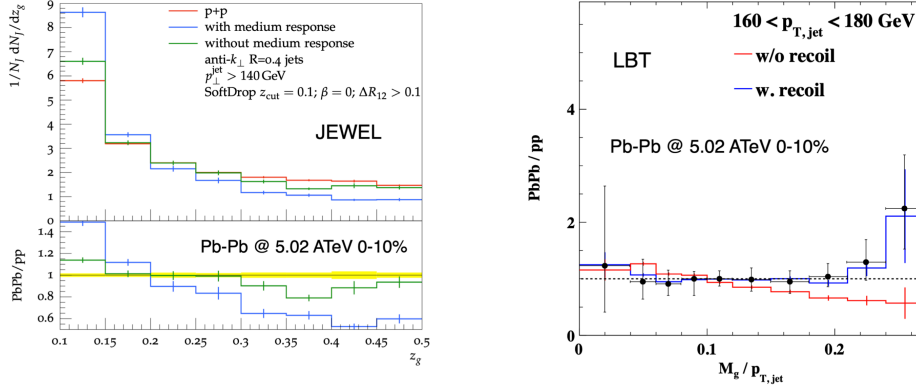 1/N_J dN_J/dz_g
9
8
7
6
5
4
3
2
1
0
p+p
with medium response
without medium response
anti-k⊥ R=0.4 jets
p⊥^jet > 140 GeV
SoftDrop z_cut = 0.1; β = 0; ΔR_12 > 0.1
JEWEL
PbPb/pp
1.4
1.2
1
0.8
0.6
Pb-Pb @ 5.02 ATeV 0-10%
0.1 0.15 0.2 0.25 0.3 0.35 0.4 0.45 0.5
z_g
PbPb / pp
4
2
0
160 < p_T, jet < 180 GeV
LBT
w/o recoil
w. recoil
Pb-Pb @ 5.02 ATeV 0-10%
0 0.1 0.2
M_g / p_T, jet